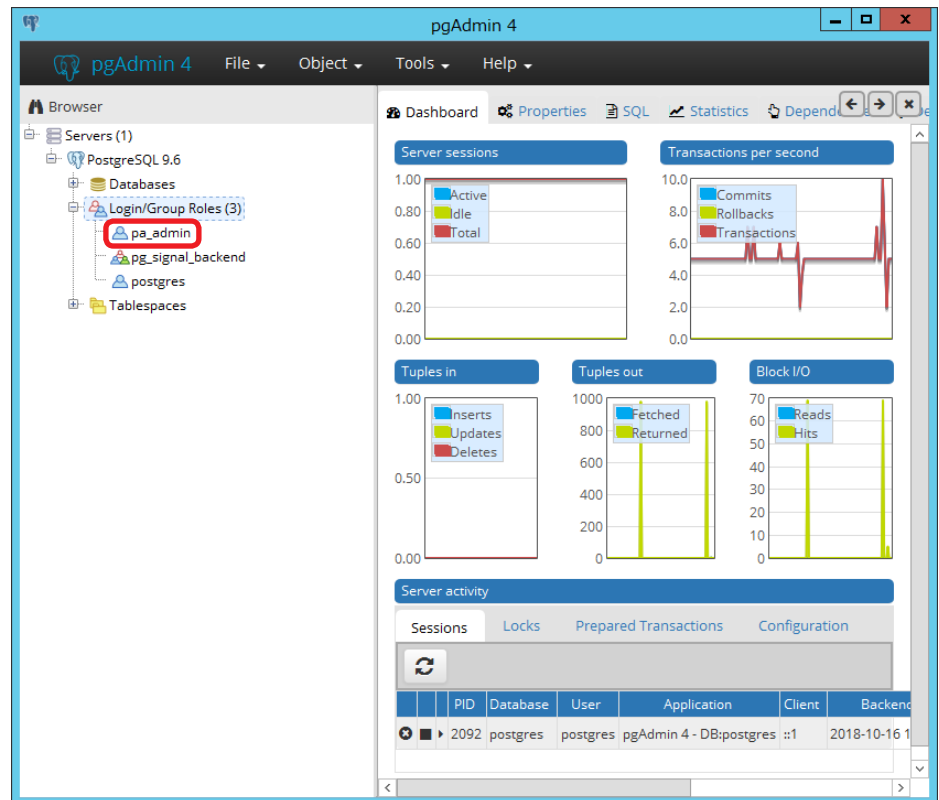 pgAdmin 4
pgAdmin 4 File Object Tools Help
Browser
Servers (1)
PostgreSQL 9.6
Databases
Login/Group Roles (3)
pa_admin
pg_signal_backend
postgres
Tablespaces
Dashboard Properties SQL Statistics
Server sessions
1.00
0.80
0.60
0.40
0.20
0.00
Active
Idle
Total
Transactions per second
10.0
8.0
6.0
4.0
2.0
0.0
Commits
Rollbacks
Transactions
Tuples in
1.00
0.50
0.00
Inserts
Updates
Deletes
Tuples out
1000
800
600
400
200
0
Fetched
Returned
Block I/O
70
60
50
40
30
20
10
0
Reads
Hits
Server activity
Sessions Locks Prepared Transactions Configuration
PID Database User Application Client Backend
2092 postgres postgres pgAdmin 4 - DB:postgres ::1 2018-10-16 1